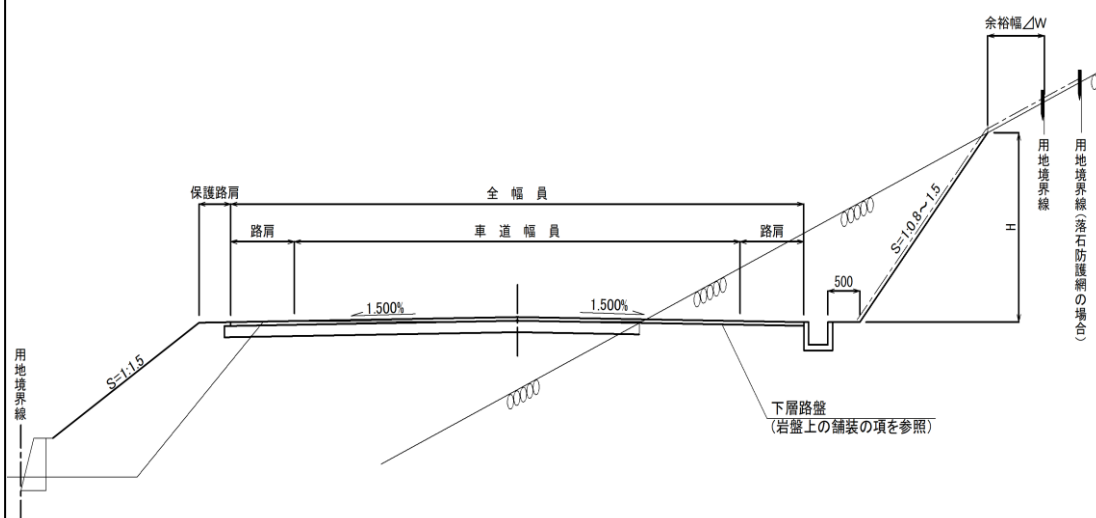 余裕幅⊿W
保護路肩
全幅員
路肩
車道幅員
路肩
1.500%
1.500%
500
S=1:0.8～1.5
H
用地境界線
用地境界線(落石防護網の場合)
S=1:1.5
用地境界線
下層路盤
(岩盤上の舗装の項を参照)